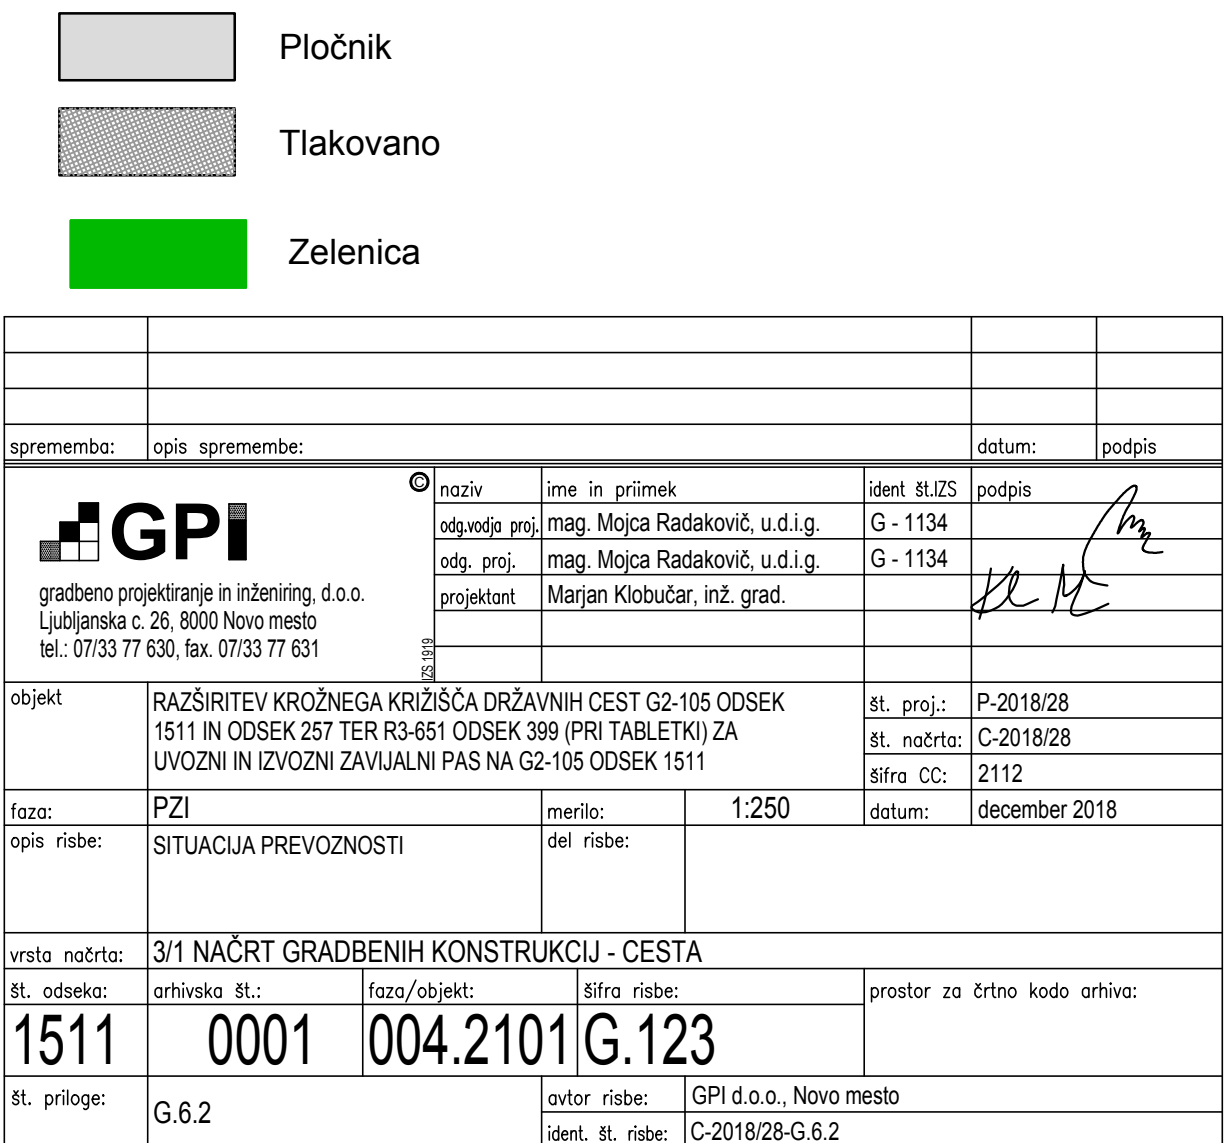 Pločnik
Tlakovano
Zelenica
sprememba: opis spremembe: datum: podpis
©
GPI
gradbeno projektiranje in inženiring, d.o.o.
Ljubljanska c. 26, 8000 Novo mesto
tel.: 07/33 77 630, fax. 07/33 77 631
IZS 1919
naziv ime in priimek ident št.IZS podpis
odg.vodja proj. mag. Mojca Radakovič, u.d.i.g. G - 1134
odg. proj. mag. Mojca Radakovič, u.d.i.g. G - 1134
projektant Marjan Klobučar, inž. grad.
objekt RAZŠIRITEV KROŽNEGA KRIŽIŠČA DRŽAVNIH CEST G2-105 ODSEK
1511 IN ODSEK 257 TER R3-651 ODSEK 399 (PRI TABLETKI) ZA
UVOZNI IN IZVOZNI ZAVIJALNI PAS NA G2-105 ODSEK 1511
št. proj.: P-2018/28
št. načrta: C-2018/28
šifra CC: 2112
faza: PZI merilo: 1:250 datum: december 2018
opis risbe: SITUACIJA PREVOZNOSTI del risbe:
vrsta načrta: 3/1 NAČRT GRADBENIH KONSTRUKCIJ - CESTA
št. odseka: arhivska št.: faza/objekt: šifra risbe: prostor za črtno kodo arhiva:
1511 0001 004.2101 G.123
št. priloge: G.6.2
avtor risbe: GPI d.o.o., Novo mesto
ident. št. risbe: C-2018/28-G.6.2